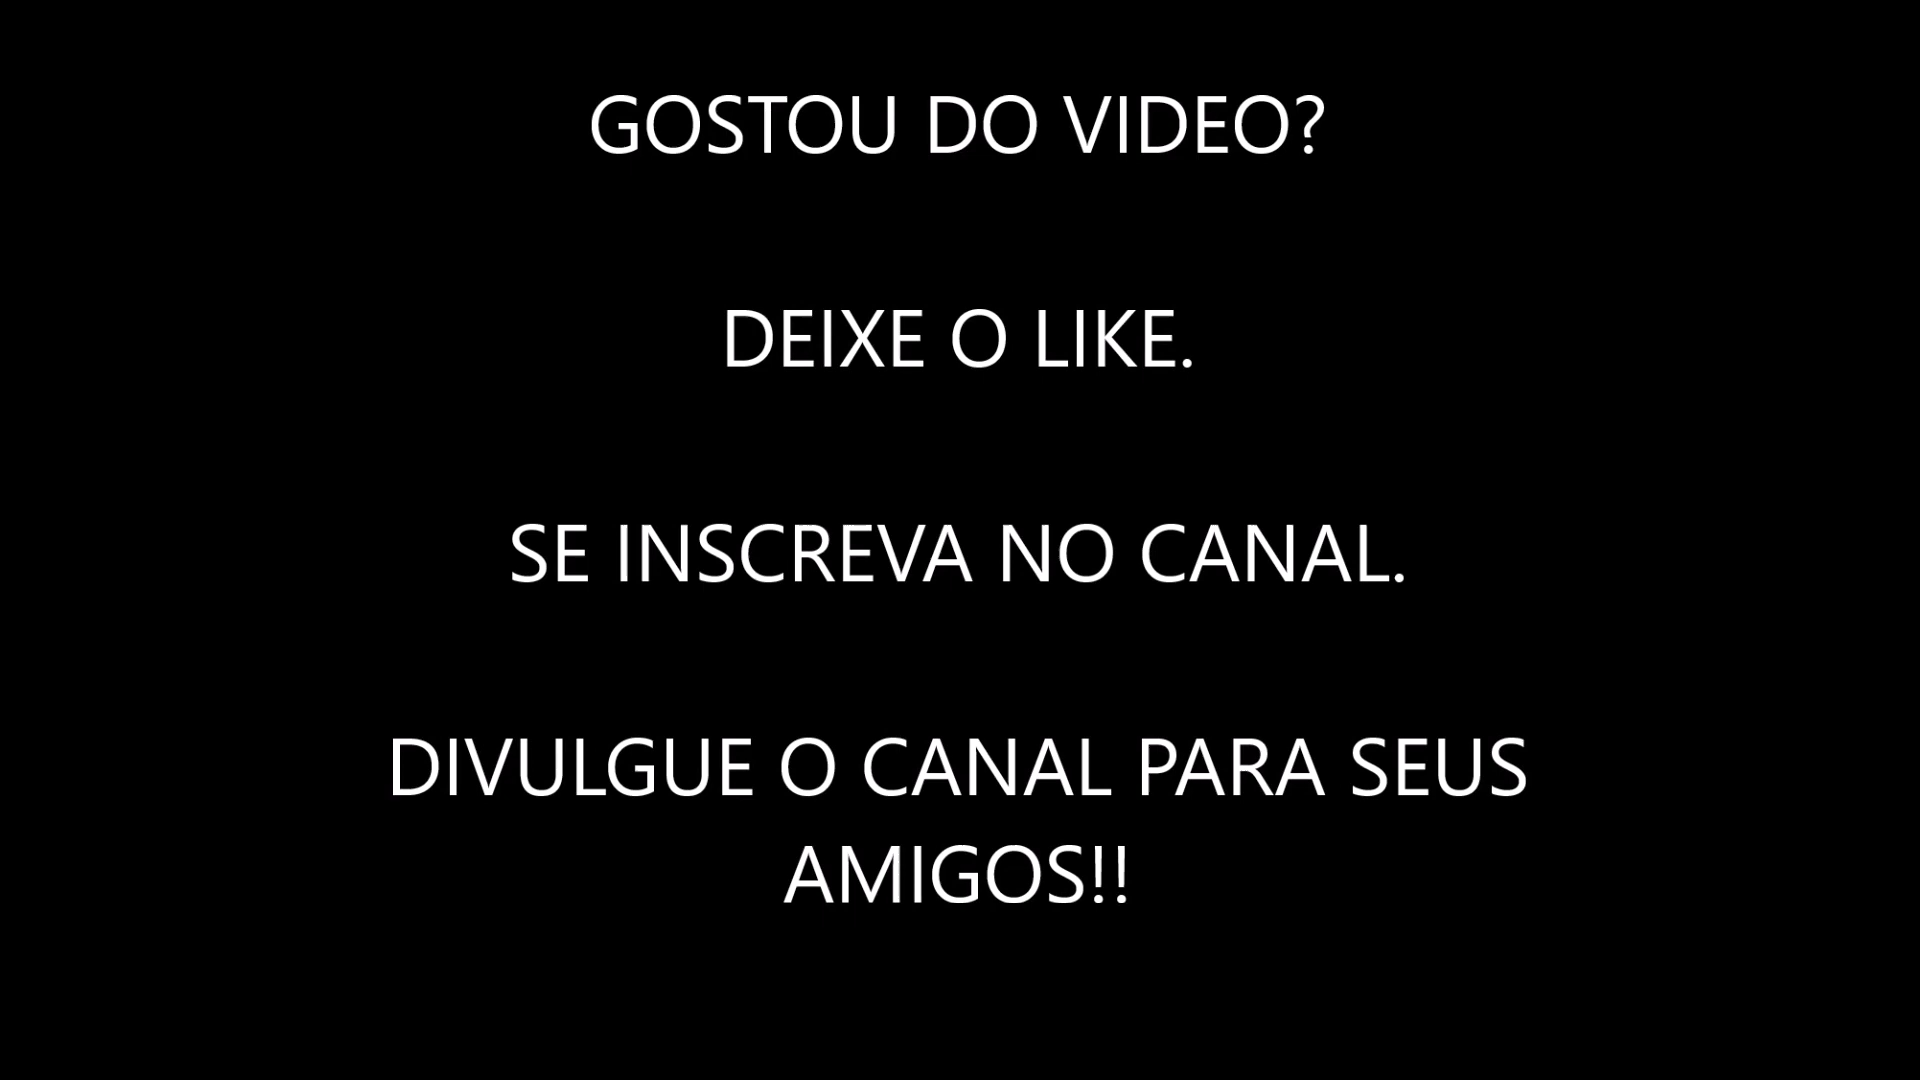 GOSTOU DO VIDEO?
DEIXE O LIKE.
SE INSCREVA NO CANAL.
DIVULGUE O CANAL PARA SEUS
AMIGOS!!